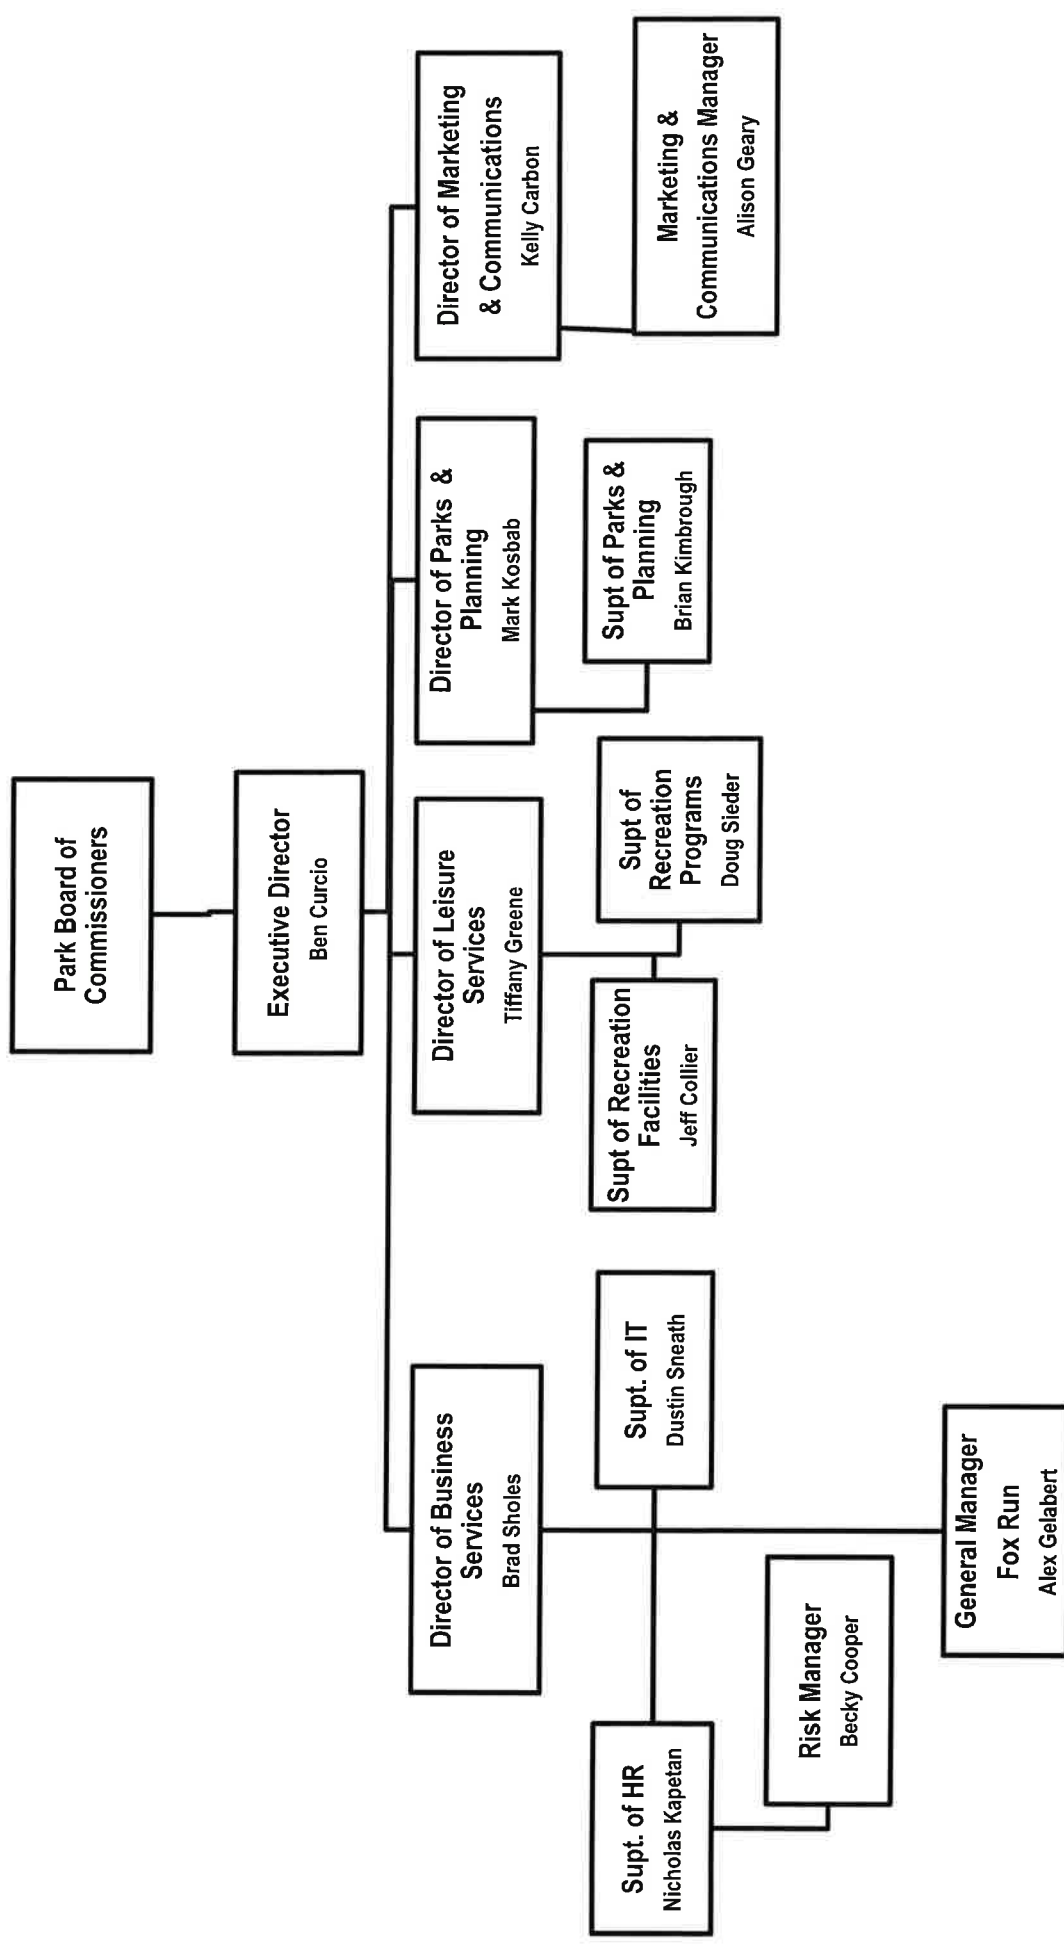 Park Board of
Commissioners
Executive Director
Ben Curcio
Director of Business
Services
Brad Sholes
Director of Leisure
Services
Tiffany Greene
Director of Parks &
Planning
Mark Kosbab
Director of Marketing
& Communications
Kelly Carbon
Supt. of HR
Nicholas Kapetan
Supt. of IT
Dustin Sneath
Supt of Recreation
Facilities
Jeff Collier
Supt of
Recreation
Programs
Doug Sieder
Supt of Parks &
Planning
Brian Kimbrough
Marketing &
Communications Manager
Alison Geary
Risk Manager
Becky Cooper
General Manager
Fox Run
Alex Gelabert